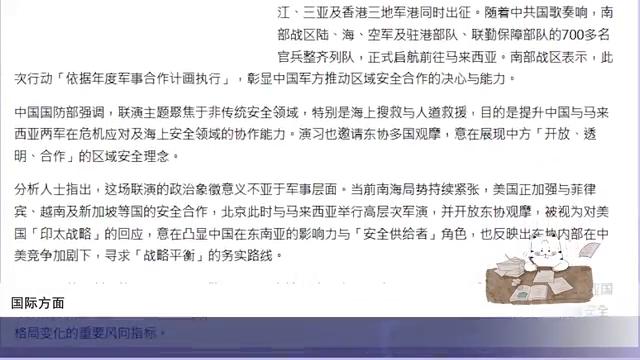 江、三亚及香港三地军港同时出征。随着中共国歌奏响，南
部战区陆、海、空军及驻港部队、联勤保障部队的700多名
官兵整齐列队，正式启航前往马来西亚。南部战区表示，此
次行动「依据年度军事合作计画执行」，彰显中国军方推动区域安全合作的决心与能力。
中国国防部强调，联演主题聚焦于非传统安全领域，特别是海上搜救与人道救援，目的是提升中国与马来
西亚两军在危机应对及海上安全领域的协作能力。演习也邀请东协多国观摩，意在展现中方「开放、透
明、合作」的区域安全理念。
分析人士指出，这场联演的政治象徵意义不亚于军事层面。当前南海局势持续紧张，美国正加强与菲律
宾、越南及新加坡等国的安全合作，北京此时与马来西亚举行高层次军演，并开放东协观摩，被视为对美
国「印太战略」的回应，意在凸显中国在东南亚的影响力与「安全供给者」角色，也反映出东协内部在中
美竞争加剧下，寻求「战略平衡」的务实路线。
国际方面
格局变化的重要风向指标。